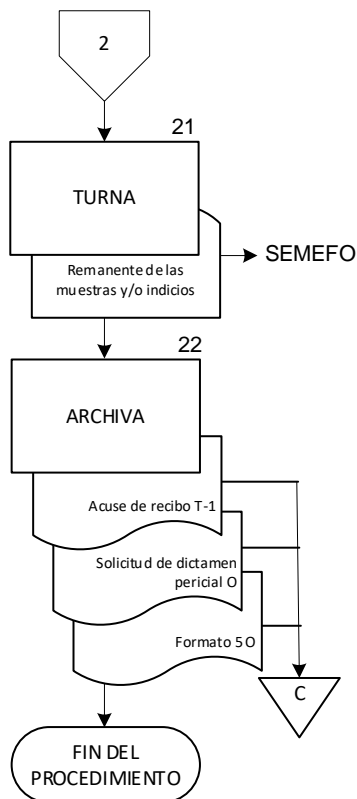 2
21
TURNA
Remanente de las
muestras y/o indicios
SEMEFO
22
ARCHIVA
Acuse de recibo T-1
Solicitud de dictamen
pericial O
Formato 5 O
C
FIN DEL
PROCEDIMIENTO